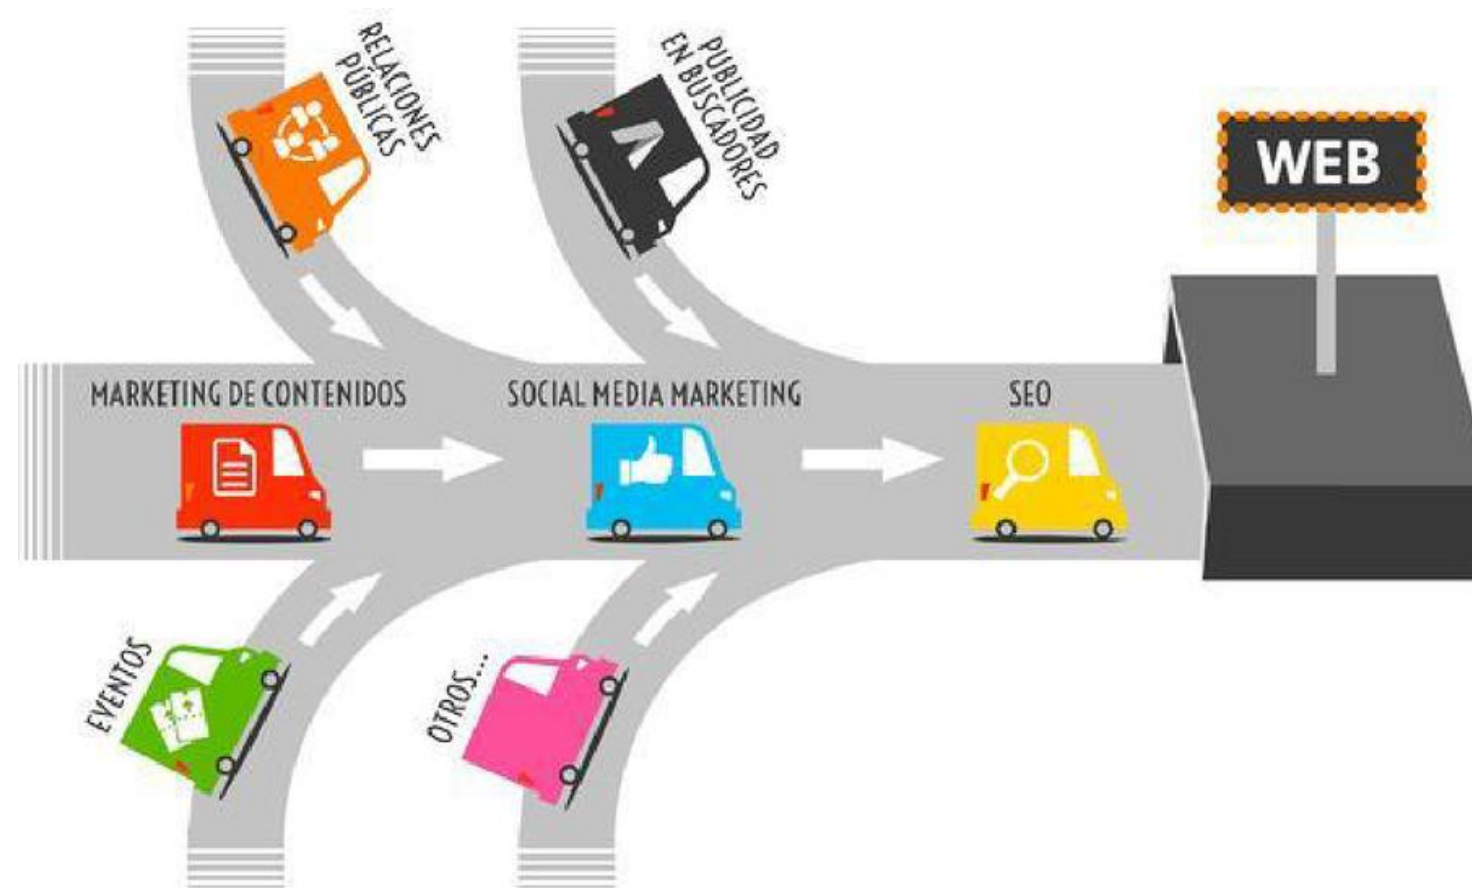 RELACIONES
PÚBLICAS
PUBLICIDAD
EN BUSCADORES
WEB
MARKETING DE CONTENIDOS
SOCIAL MEDIA MARKETING
SEO
EVENTOS
OTROS...